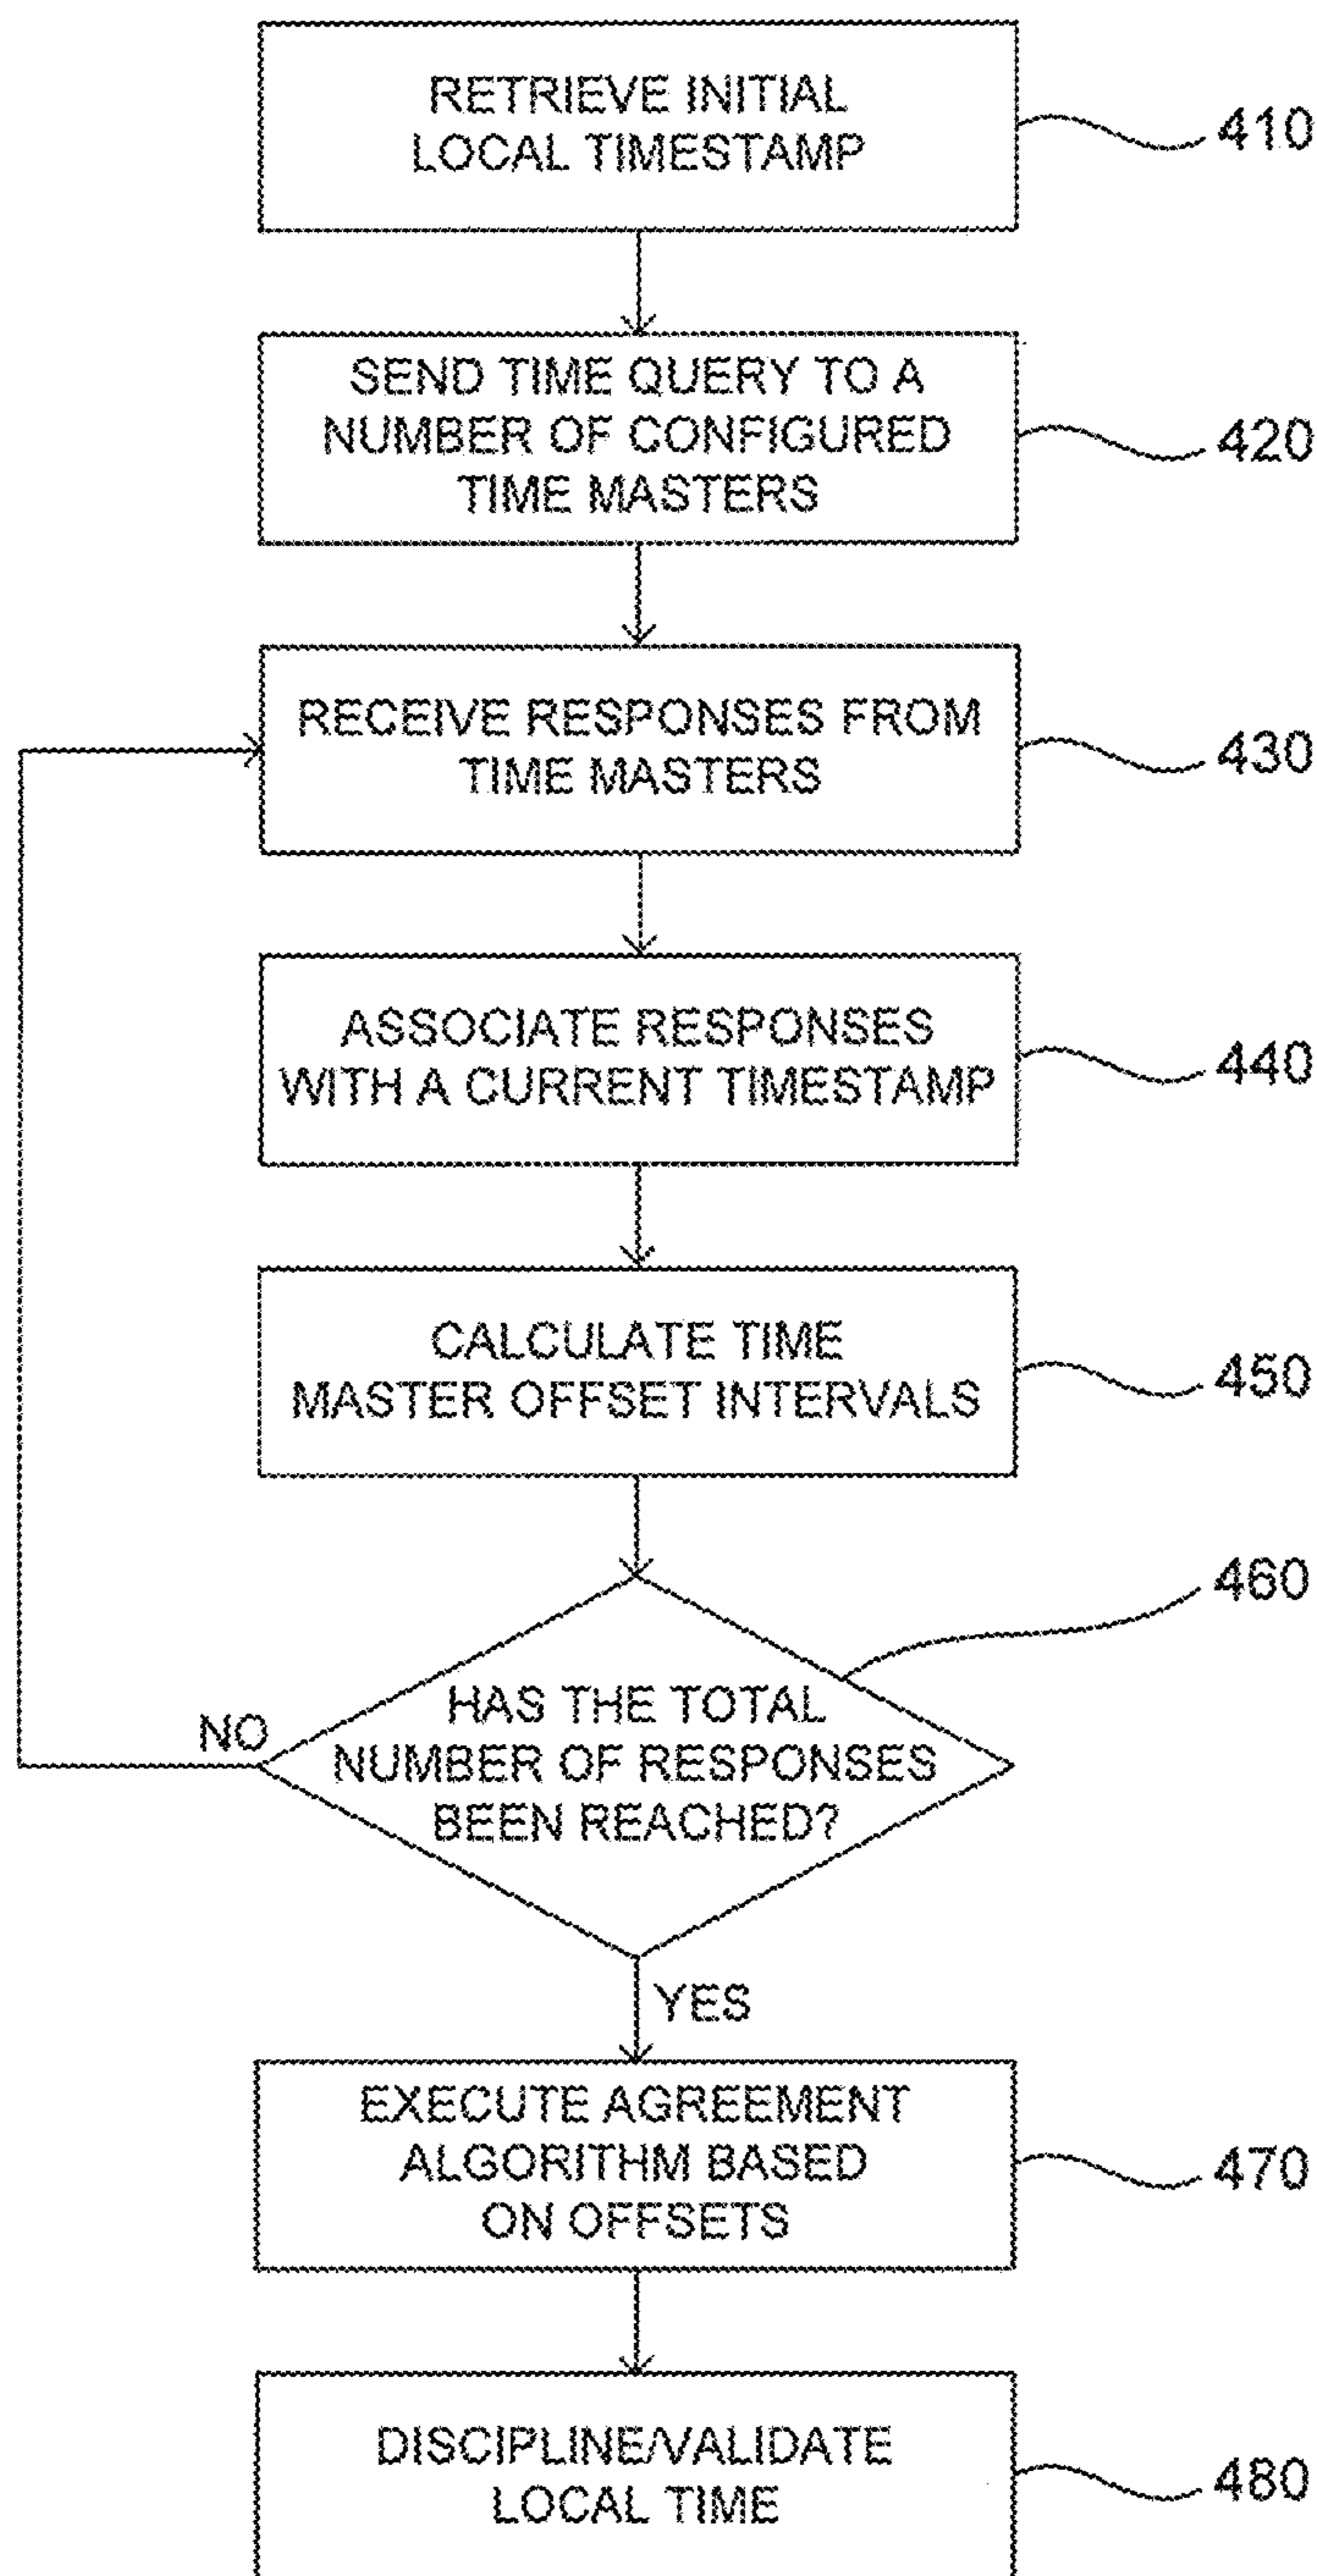 RETRIEVE INITIAL
LOCAL TIMESTAMP
410
SEND TIME QUERY TO A
NUMBER OF CONFIGURED
TIME MASTERS
420
RECEIVE RESPONSES FROM
TIME MASTERS
430
ASSOCIATE RESPONSES
WITH A CURRENT TIMESTAMP
440
CALCULATE TIME
MASTER OFFSET INTERVALS
450
460
HAS THE TOTAL
NUMBER OF RESPONSES
BEEN REACHED?
NO
YES
EXECUTE AGREEMENT
ALGORITHM BASED
ON OFFSETS
470
DISCIPLINE/VALIDATE
LOCAL TIME
480